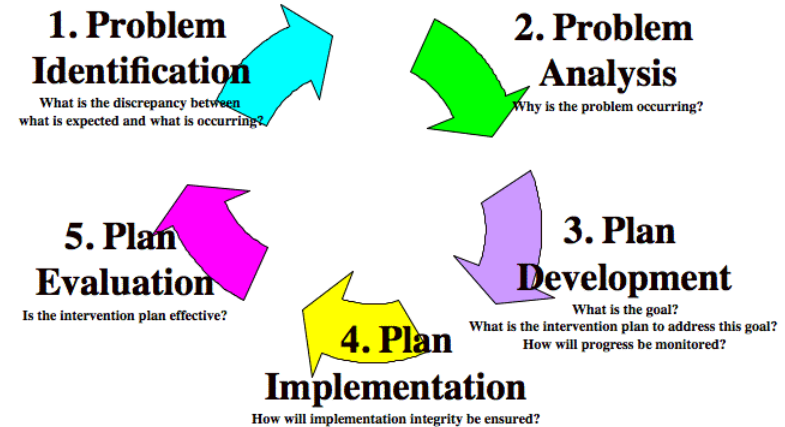 1. Problem
Identification
What is the discrepancy between
what is expected and what is occurring?
2. Problem
Analysis
Why is the problem occurring?
3. Plan
Development
What is the goal?
What is the intervention plan to address this goal?
How will progress be monitored?
4. Plan
Implementation
How will implementation integrity be ensured?
5. Plan
Evaluation
Is the intervention plan effective?